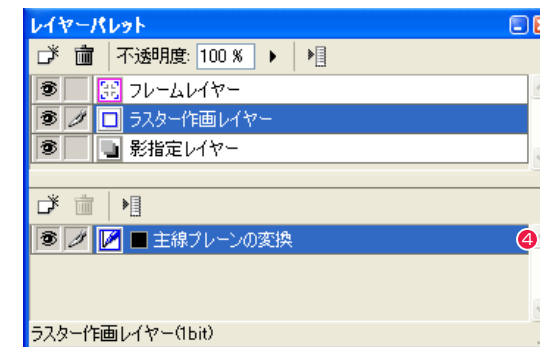 レイヤーパレット
不透明度: 100 %
フレームレイヤー
ラスター作画レイヤー
影指定レイヤー
主線プレーンの変換
4
ラスター作画レイヤー(1bit)